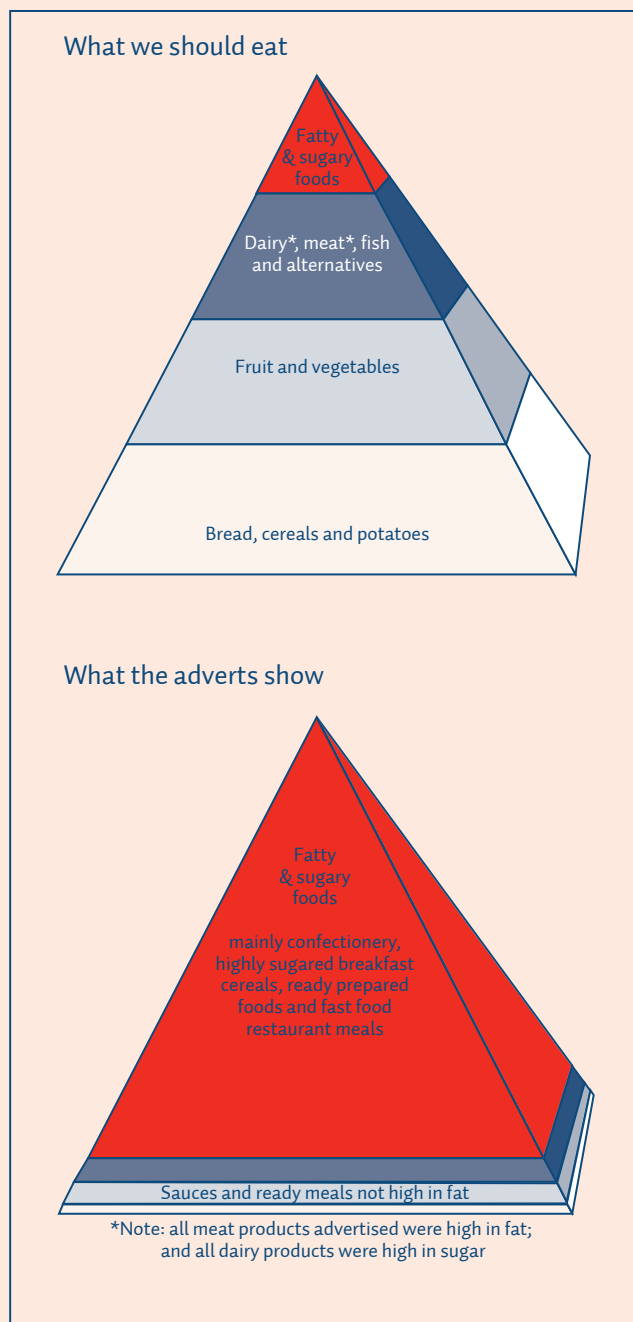 What we should eat
Fatty
& sugary
foods
Dairy*, meat*, fish
and alternatives
Fruit and vegetables
Bread, cereals and potatoes
What the adverts show
Fatty
& sugary
foods
mainly confectionery,
highly sugared breakfast
cereals, ready prepared
foods and fast food
restaurant meals
Sauces and ready meals not high in fat
*Note: all meat products advertised were high in fat;
and all dairy products were high in sugar